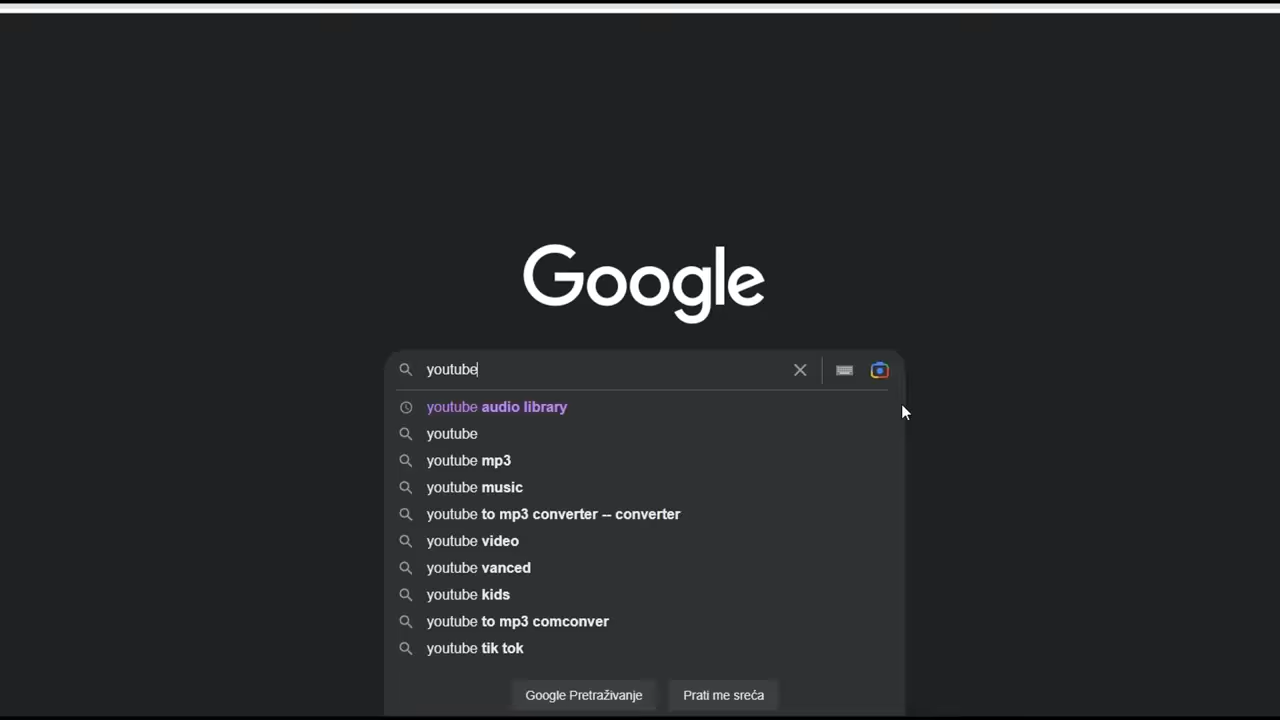 Google
youtube
youtube audio library
youtube
youtube mp3
youtube music
youtube to mp3 converter -- converter
youtube video
youtube vanced
youtube kids
youtube to mp3 comconver
youtube tik tok
Google Pretraživanje Prati me sreća